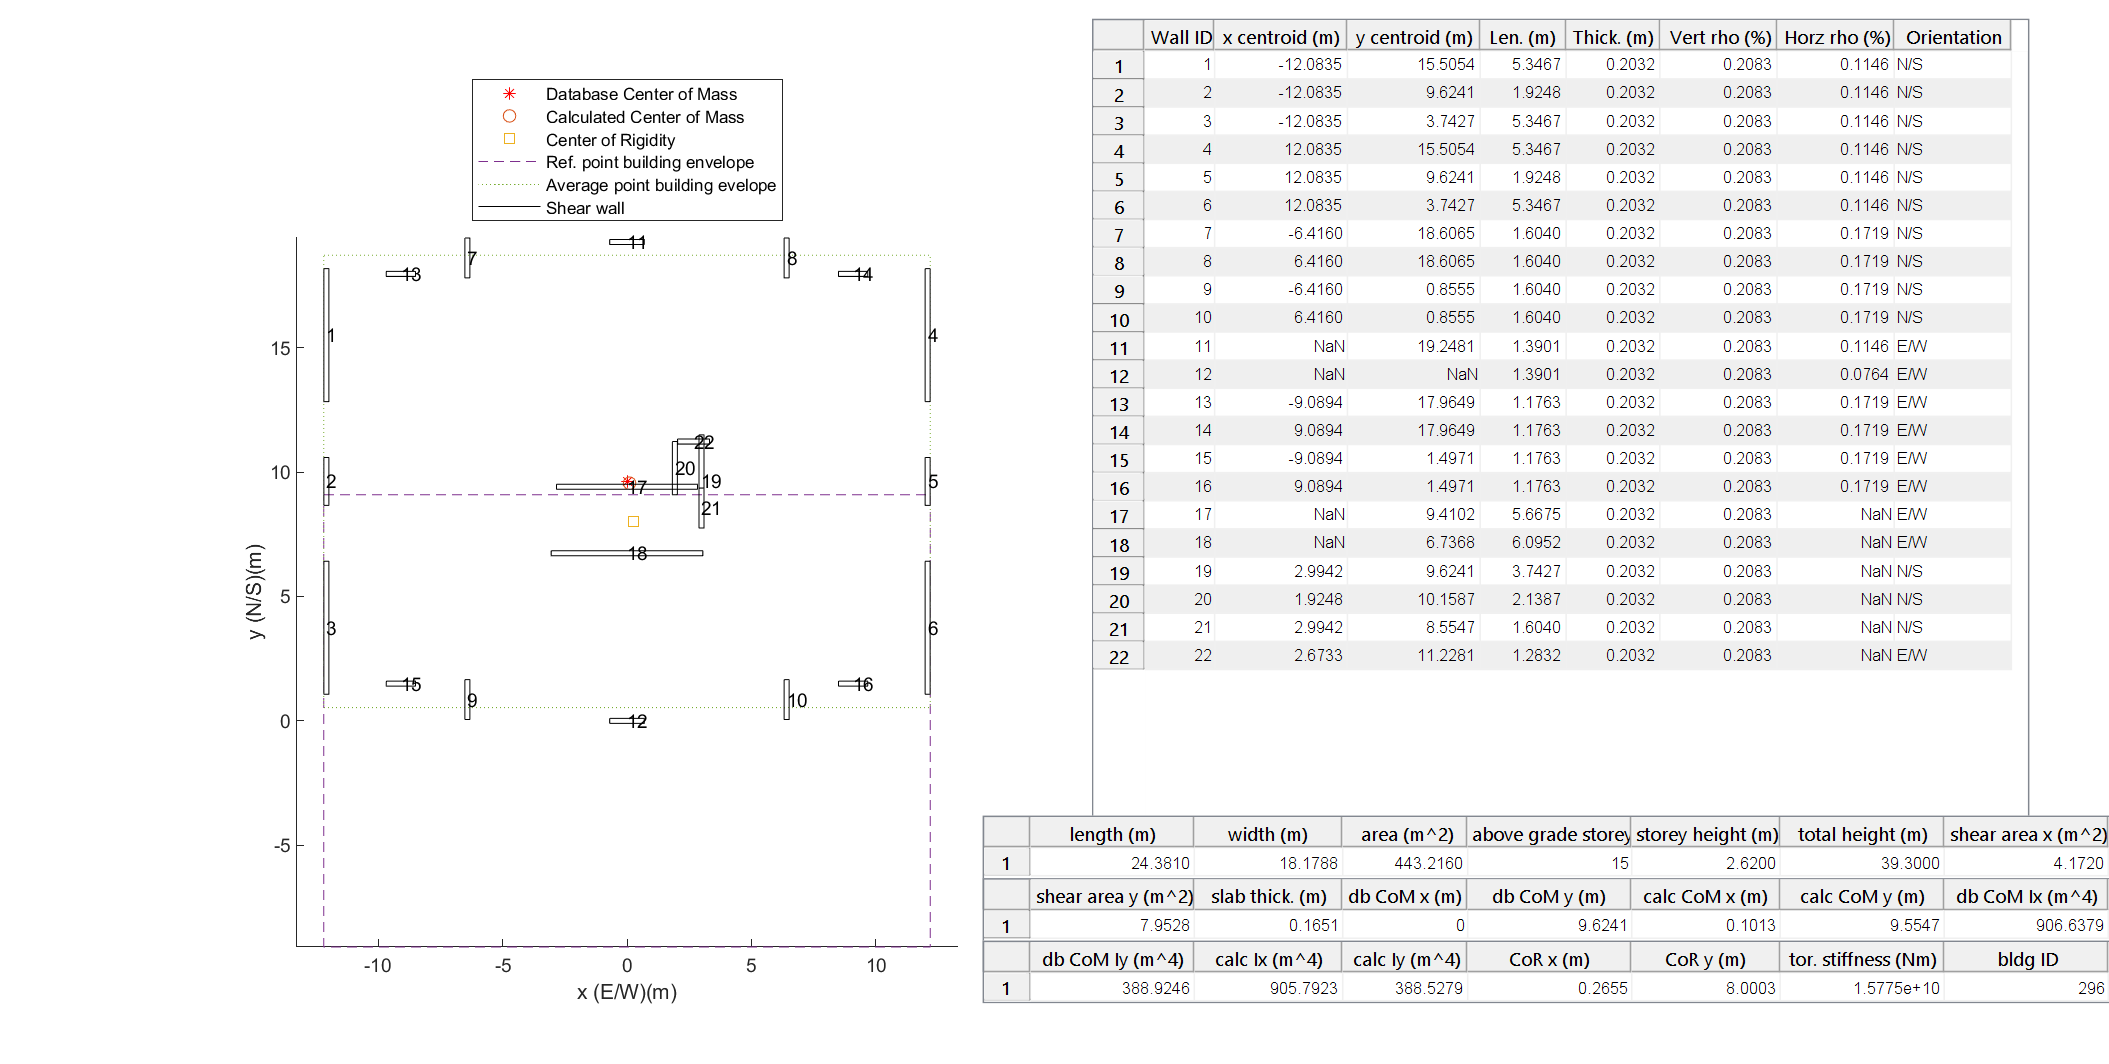 Database Center of Mass
Calculated Center of Mass
Center of Rigidity
Ref. point building envelope
Average point building evelope
Shear wall
11
7
8
13
14
1
4
15
22
20
10
2
17
19
5
21
18
y (N/S)(m)
5
3
6
15
16
9
10
0
12
-5
-10
-5
0
5
10
x (E/W)(m)
Wall ID x centroid (m) y centroid (m) Len. (m) Thick. (m) Vert rho (%) Horz rho (%) Orientation
1 1 -12.0835 15.5054 5.3467 0.2032 0.2083 0.1146 N/S
2 2 -12.0835 9.6241 1.9248 0.2032 0.2083 0.1146 N/S
3 3 -12.0835 3.7427 5.3467 0.2032 0.2083 0.1146 N/S
4 4 12.0835 15.5054 5.3467 0.2032 0.2083 0.1146 N/S
5 5 12.0835 9.6241 1.9248 0.2032 0.2083 0.1146 N/S
6 6 12.0835 3.7427 5.3467 0.2032 0.2083 0.1146 N/S
7 7 -6.4160 18.6065 1.6040 0.2032 0.2083 0.1719 N/S
8 8 6.4160 18.6065 1.6040 0.2032 0.2083 0.1719 N/S
9 9 -6.4160 0.8555 1.6040 0.2032 0.2083 0.1719 N/S
10 10 6.4160 0.8555 1.6040 0.2032 0.2083 0.1719 N/S
11 11 NaN 19.2481 1.3901 0.2032 0.2083 0.1146 E/W
12 12 NaN NaN 1.3901 0.2032 0.2083 0.0764 E/W
13 13 -9.0894 17.9649 1.1763 0.2032 0.2083 0.1719 E/W
14 14 9.0894 17.9649 1.1763 0.2032 0.2083 0.1719 E/W
15 15 -9.0894 1.4971 1.1763 0.2032 0.2083 0.1719 E/W
16 16 9.0894 1.4971 1.1763 0.2032 0.2083 0.1719 E/W
17 17 NaN 9.4102 5.6675 0.2032 0.2083 NaN E/W
18 18 NaN 6.7368 6.0952 0.2032 0.2083 NaN E/W
19 19 2.9942 9.6241 3.7427 0.2032 0.2083 NaN N/S
20 20 1.9248 10.1587 2.1387 0.2032 0.2083 NaN N/S
21 21 2.9942 8.5547 1.6040 0.2032 0.2083 NaN N/S
22 22 2.6733 11.2281 1.2832 0.2032 0.2083 NaN E/W
length (m) width (m) area (m^2) above grade storey storey height (m) total height (m) shear area x (m^2)
1 24.3810 18.1788 443.2160 15 2.6200 39.3000 4.1720
shear area y (m^2) slab thick. (m) db CoM x (m) db CoM y (m) calc CoM x (m) calc CoM y (m) db CoM Ix (m^4)
1 7.9528 0.1651 0 9.6241 0.1013 9.5547 906.6379
db CoM Iy (m^4) calc Ix (m^4) calc Iy (m^4) CoR x (m) CoR y (m) tor. stiffness (Nm) bldg ID
1 388.9246 905.7923 388.5279 0.2655 8.0003 1.5775e+10 296